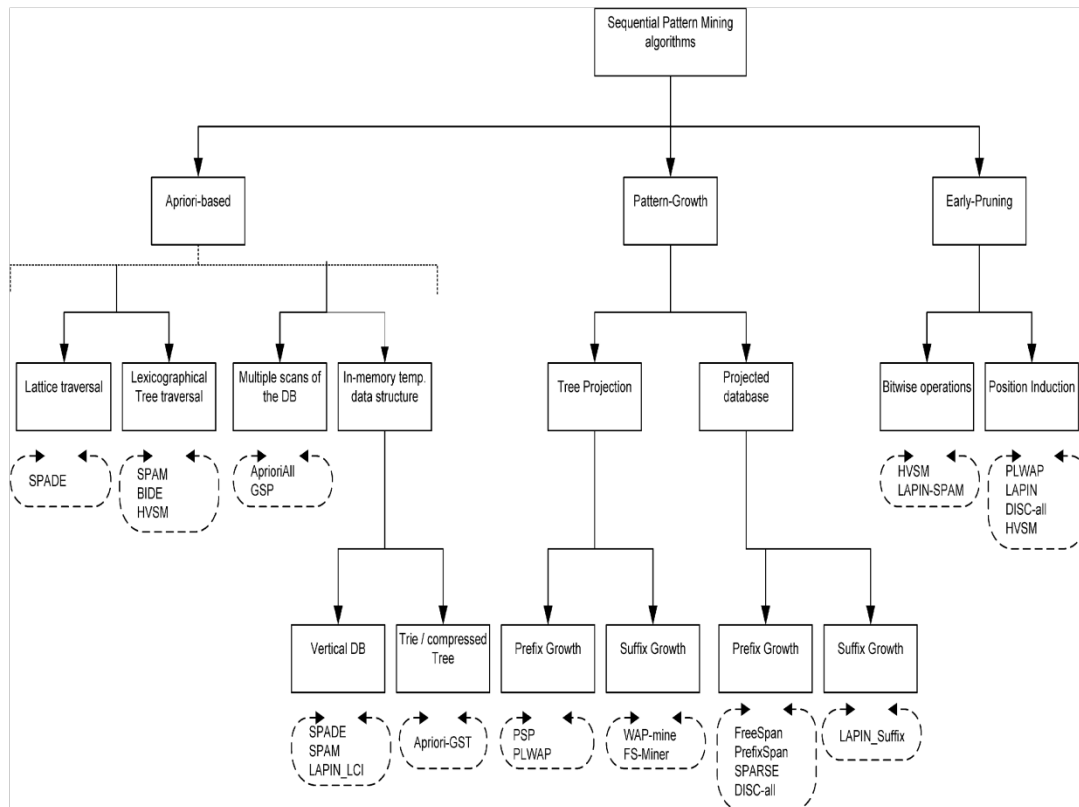 Sequential Pattern Mining
algorithms
Apriori-based
Pattern-Growth
Early-Pruning
Lattice traversal
Lexicographical
Tree traversal
Multiple scans of
the DB
In-memory temp.
data structure
Tree Projection
Projected
database
Bitwise operations
Position Induction
SPADE
SPAM
BIDE
HVSM
AprioriAll
GSP
HVSM
LAPIN-SPAM
PLWAP
LAPIN
DISC-all
HVSM
Vertical DB
Trie / compressed
Tree
Prefix Growth
Suffix Growth
Prefix Growth
Suffix Growth
SPADE
SPAM
LAPIN_LCI
Apriori-GST
PSP
PLWAP
WAP-mine
FS-Miner
FreeSpan
PrefixSpan
SPARSE
DISC-all
LAPIN_Suffix